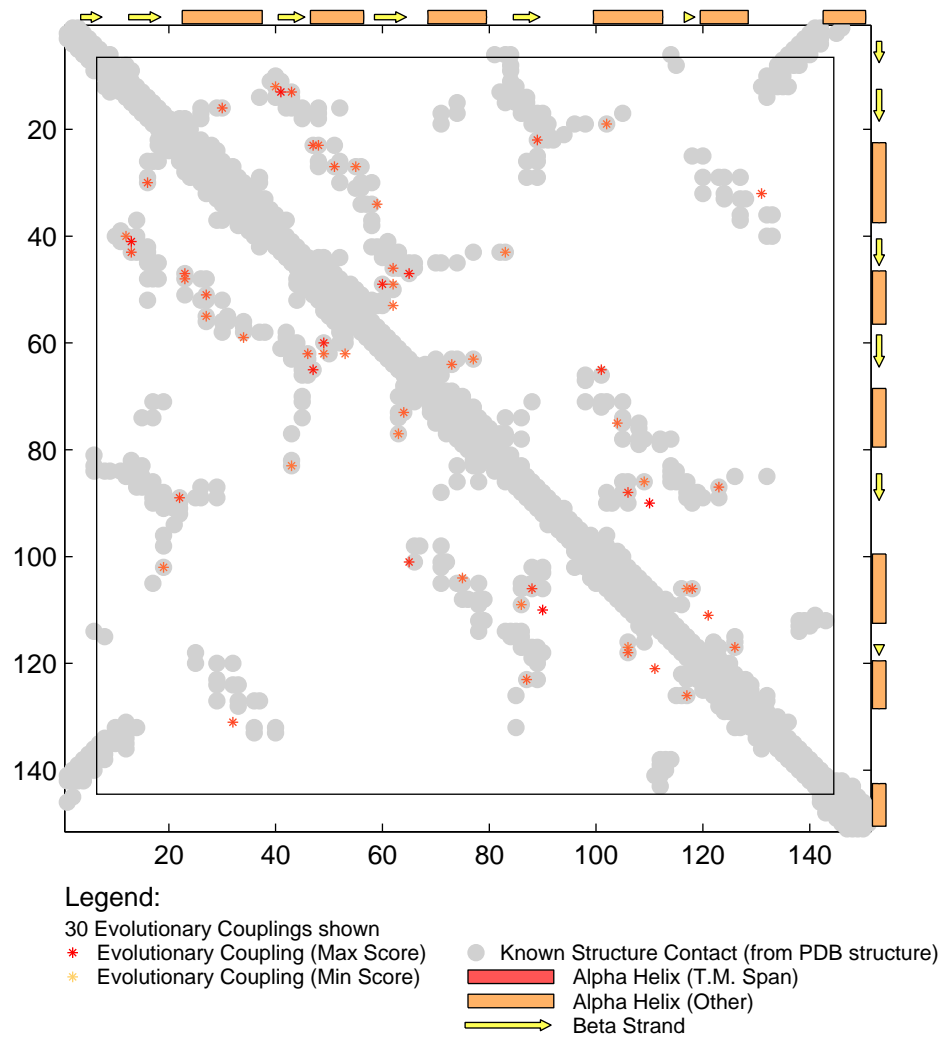 20
40
60
80
100
120
140
20 40 60 80 100 120 140
Legend:
30 Evolutionary Couplings shown
Evolutionary Coupling (Max Score)
Known Structure Contact (from PDB structure)
Evolutionary Coupling (Min Score)
Alpha Helix (T.M. Span)
Alpha Helix (Other)
Beta Strand